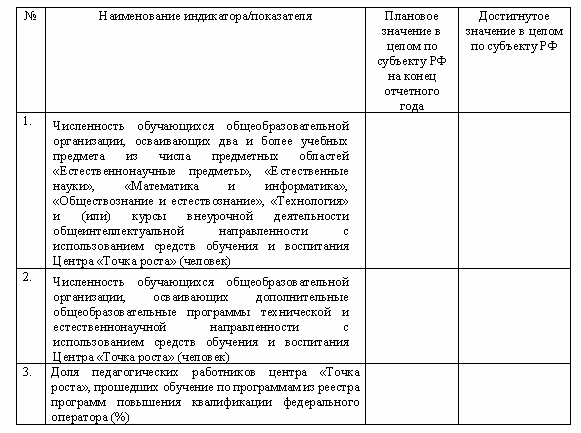 №
Наименование индикатора/показателя
Плановое
значение в
целом по
субъекту РФ
на конец
отчетного
года
Достигнутое
значение в целом
по субъекту РФ
1.
Численность обучающихся общеобразовательной
организации, осваивающих два и более учебных
предмета из числа предметных областей
«Естественнонаучные предметы», «Естественные
науки», «Математика и информатика»,
«Обществознание и естествознание», «Технология»
и (или) курсы внеурочной деятельности
общеинтеллектуальной направленности с
использованием средств обучения и воспитания
Центра «Точка роста» (человек)
2.
Численность обучающихся общеобразовательной
организации, осваивающих дополнительные
общеобразовательные программы технической и
естественнонаучной направленности с
использованием средств обучения и воспитания
Центра «Точка роста» (человек)
3.
Доля педагогических работников центра «Точка
роста», прошедших обучение по программам из реестра
программ повышения квалификации федерального
оператора (%)